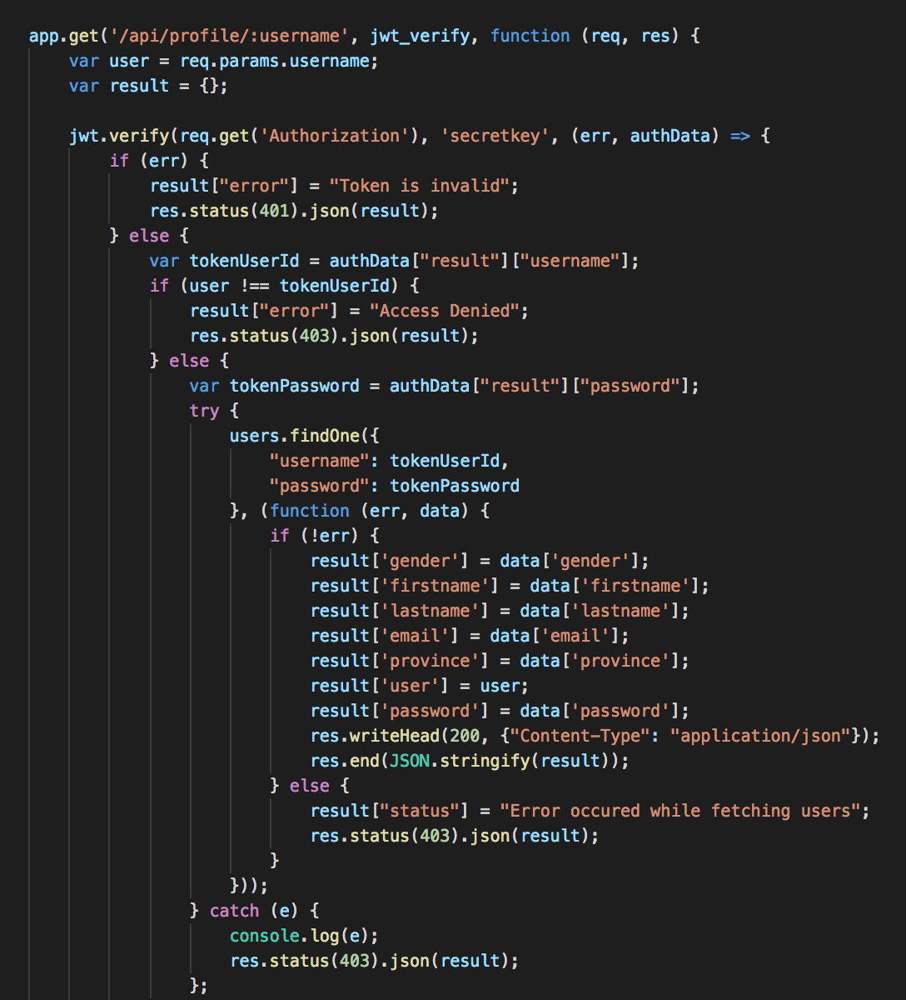 app.get('/api/profile/:username', jwt_verify, function (req, res) {
var user = req.params.username;
var result = {};
jwt.verify(req.get('Authorization'), 'secretkey', (err, authData) => {
if (err) {
result["error"] = "Token is invalid";
res.status(401).json(result);
} else {
var tokenUserId = authData["result"]["username"];
if (user !== tokenUserId) {
result["error"] = "Access Denied";
res.status(403).json(result);
} else {
var tokenPassword = authData["result"]["password"];
try {
users.findOne({
"username": tokenUserId,
"password": tokenPassword
}, (function (err, data) {
if (!err) {
result['gender'] = data['gender'];
result['firstname'] = data['firstname'];
result['lastname'] = data['lastname'];
result['email'] = data['email'];
result['province'] = data['province'];
result['user'] = user;
result['password'] = data['password'];
res.writeHead(200, {"Content-Type": "application/json"});
res.end(JSON.stringify(result));
} else {
result["status"] = "Error occured while fetching users";
res.status(403).json(result);
}
}));
} catch (e) {
console.log(e);
res.status(403).json(result);
};